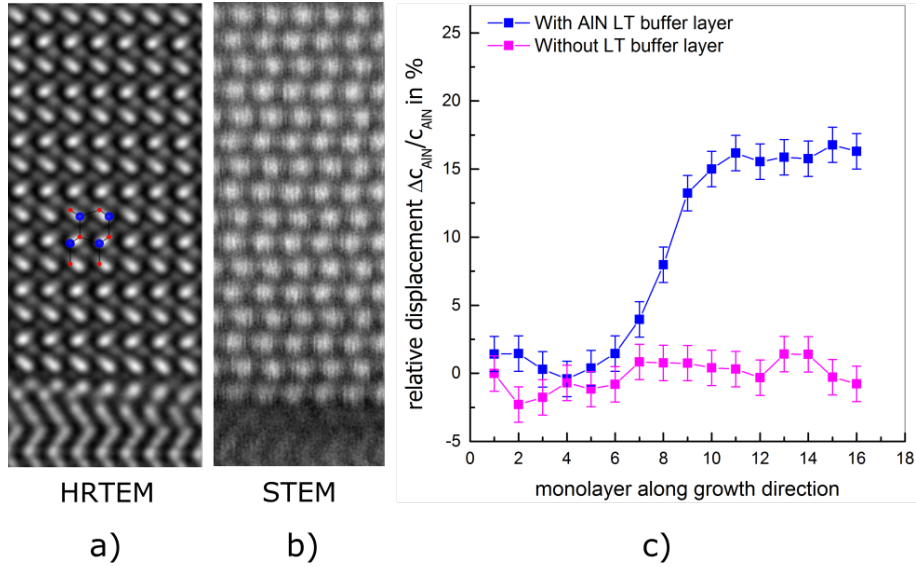 HRTEM
a)
STEM
b)
With AlN LT buffer layer
Without LT buffer layer
relative displacement Δc_AlN/c_AlN in %
25
20
15
10
5
0
-5
0 2 4 6 8 10 12 14 16 18
monolayer along growth direction
c)